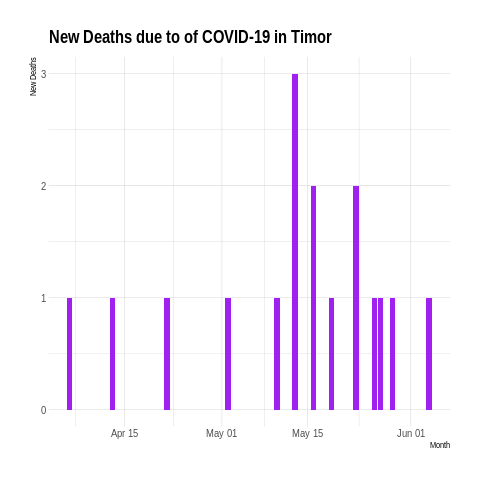 New Deaths due to of COVID-19 in Timor
New Deaths
3
2
1
0
Apr 15 May 01 May 15 Jun 01
Month